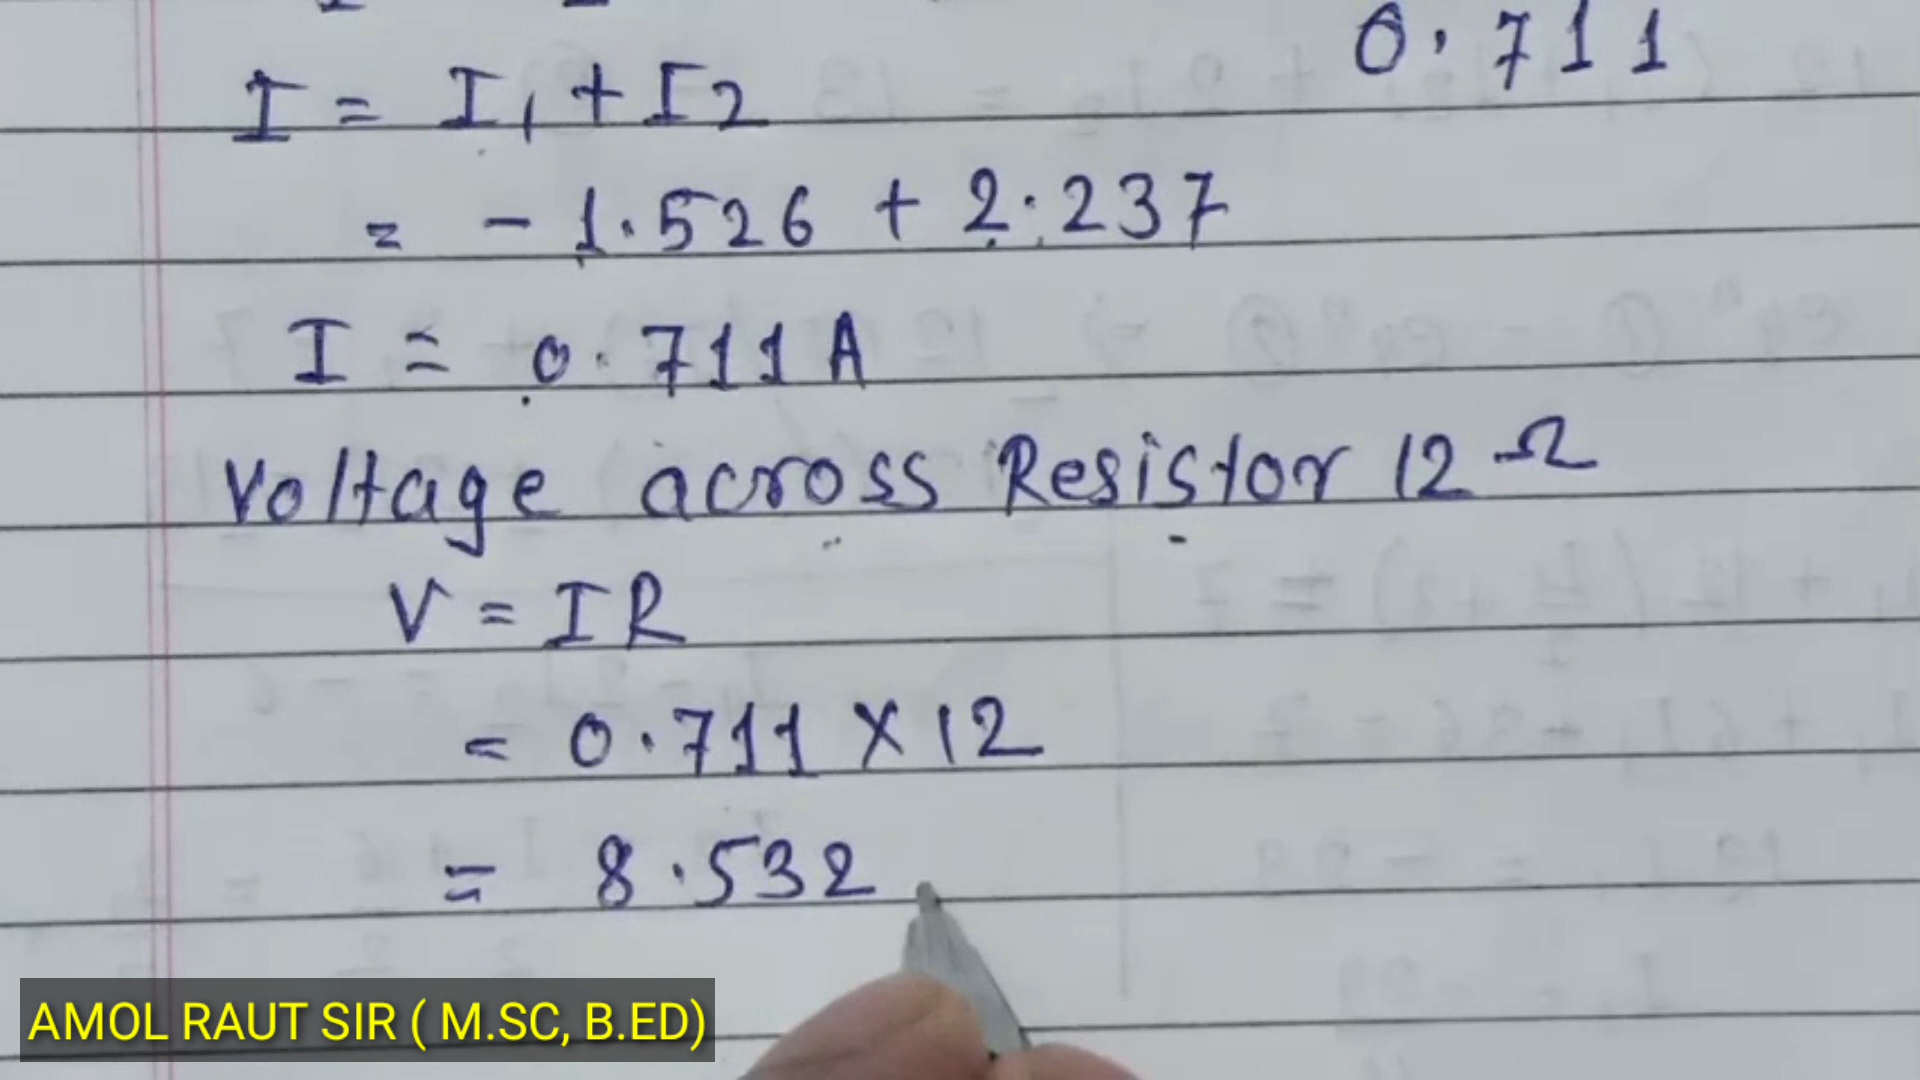 0.711
I = I1 + I2
= - 1.526 + 2.237
I = 0.711 A
Voltage across Resistor 12 Ω
V = IR
= 0.711 × 12
= 8.532
AMOL RAUT SIR ( M.SC, B.ED)